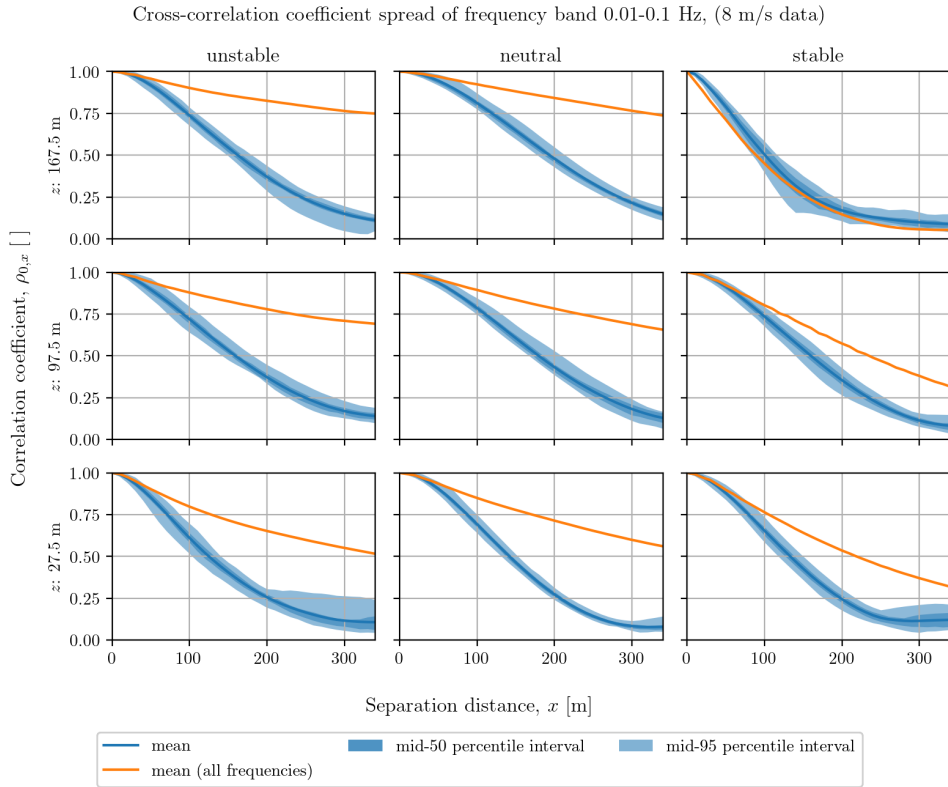 Cross-correlation coefficient spread of frequency band 0.01-0.1 Hz, (8 m/s data)
unstable neutral stable
1.00
0.75
0.50
0.25
0.00
z: 167.5 m
1.00
0.75
0.50
0.25
0.00
z: 97.5 m
1.00
0.75
0.50
0.25
0.00
z: 27.5 m
Correlation coefficient, ρ0,x [ ]
0 100 200 300 0 100 200 300 0 100 200 300
Separation distance, x [m]
mean mid-50 percentile interval mid-95 percentile interval
mean (all frequencies)